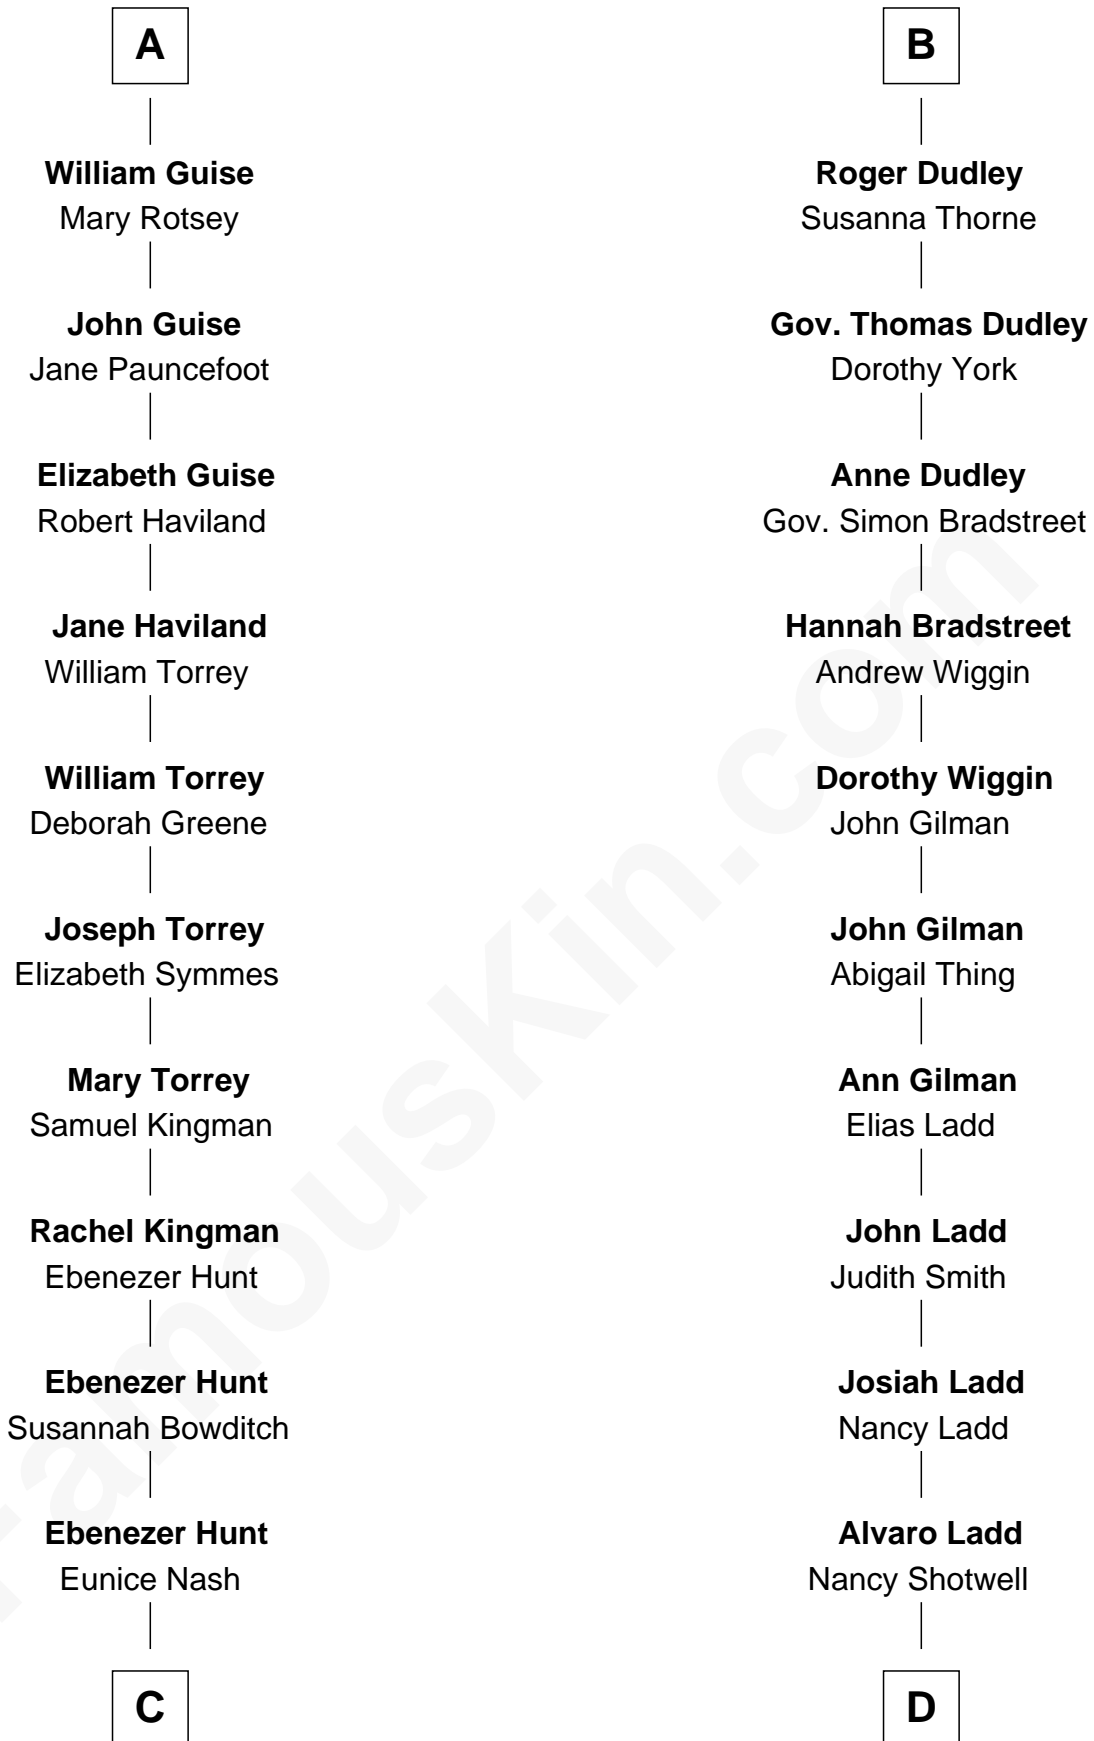 A
William Guise
Mary Rotsey
John Guise
Jane Pauncefoot
Elizabeth Guise
Robert Haviland
Jane Haviland
William Torrey
William Torrey
Deborah Greene
Joseph Torrey
Elizabeth Symmes
Mary Torrey
Samuel Kingman
Rachel Kingman
Ebenezer Hunt
Ebenezer Hunt
Susannah Bowditch
Ebenezer Hunt
Eunice Nash
C
B
Roger Dudley
Susanna Thorne
Gov. Thomas Dudley
Dorothy York
Anne Dudley
Gov. Simon Bradstreet
Hannah Bradstreet
Andrew Wiggin
Dorothy Wiggin
John Gilman
John Gilman
Abigail Thing
Ann Gilman
Elias Ladd
John Ladd
Judith Smith
Josiah Ladd
Nancy Ladd
Alvaro Ladd
Nancy Shotwell
D
FamousKin.com